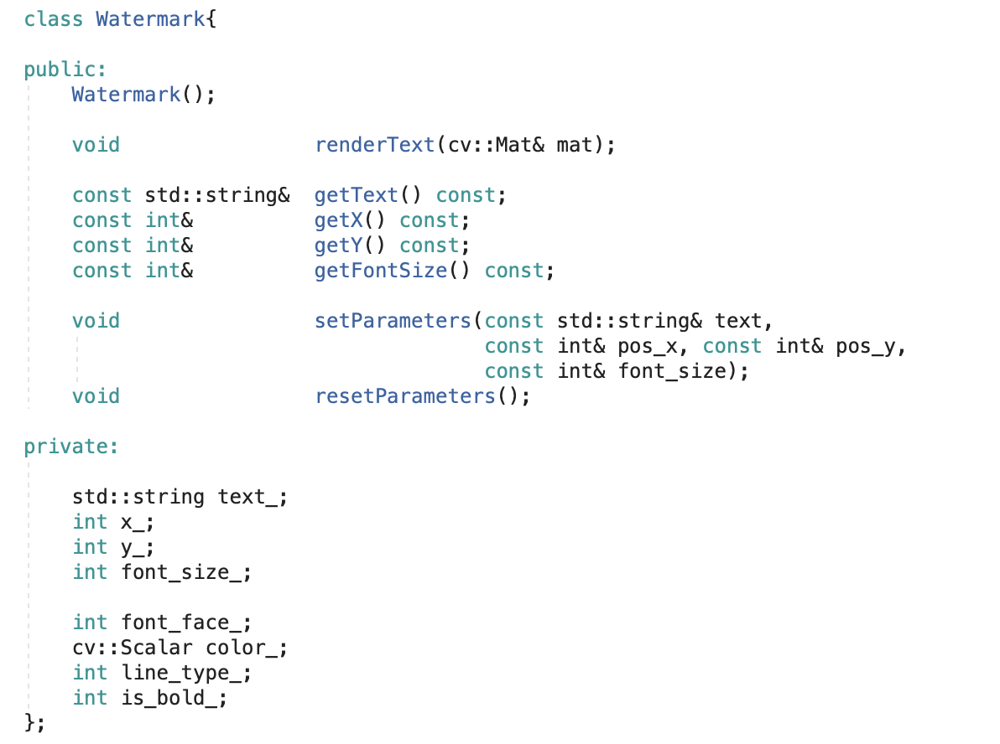 class Watermark{
public:
    Watermark();
    void                renderText(cv::Mat& mat);
    const std::string&  getText() const;
    const int&          getX() const;
    const int&          getY() const;
    const int&          getFontSize() const;
    void                setParameters(const std::string& text,
                                      const int& pos_x, const int& pos_y,
                                      const int& font_size);
    void                resetParameters();
private:
    std::string text_;
    int x_;
    int y_;
    int font_size_;
    int font_face_;
    cv::Scalar color_;
    int line_type_;
    int is_bold_;
};